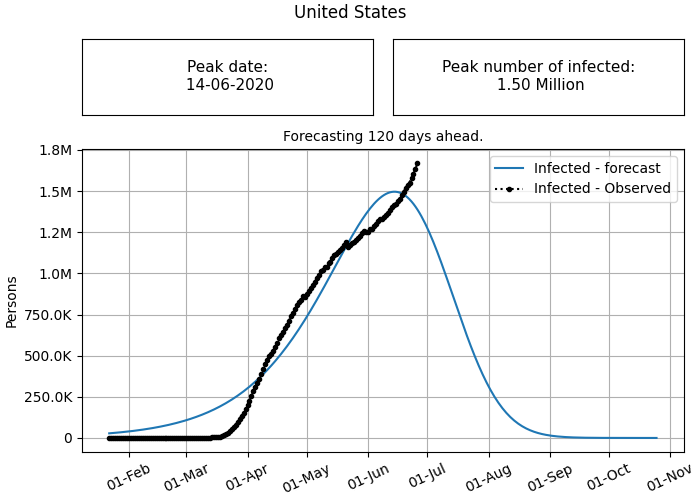 United States
Peak date:
14-06-2020
Peak number of infected:
1.50 Million
Forecasting 120 days ahead.
Infected - forecast
Infected - Observed
Persons
1.8M
1.5M
1.2M
1.0M
750.0K
500.0K
250.0K
0
01-Feb
01-Mar
01-Apr
01-May
01-Jun
01-Jul
01-Aug
01-Sep
01-Oct
01-Nov